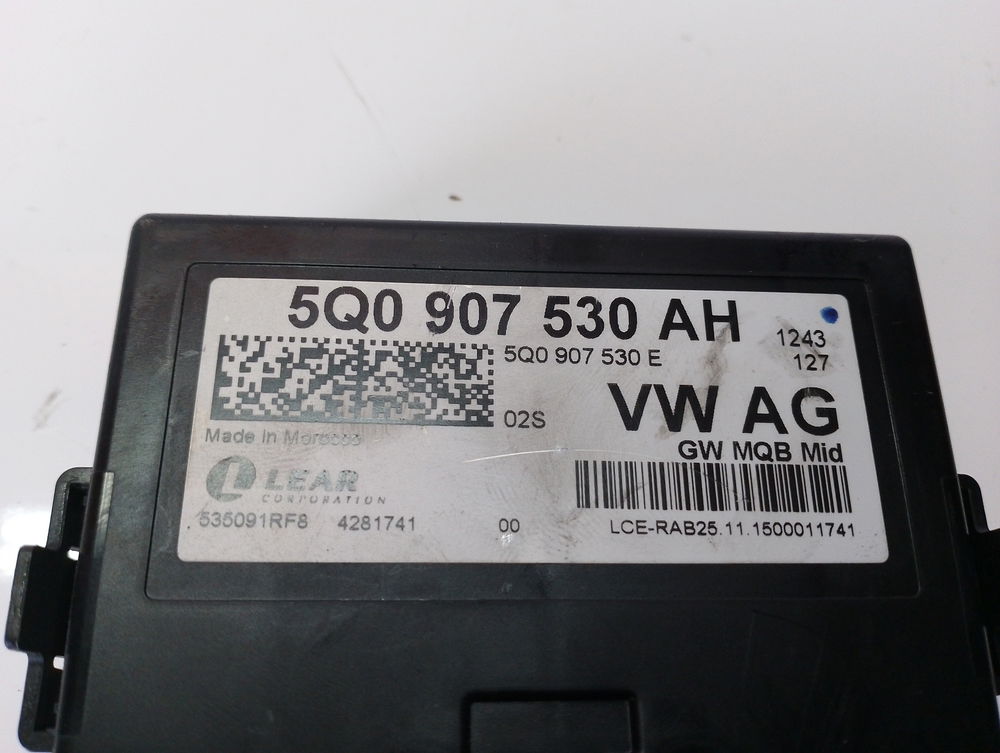 5Q0 907 530 AH
1243
5Q0 907 530 E
127
02S
VW AG
Made In Morocco
GW MQB Mid
LEAR
CORPORATION
535091RF8 4281741 00
LCE-RAB25.11.1500011741